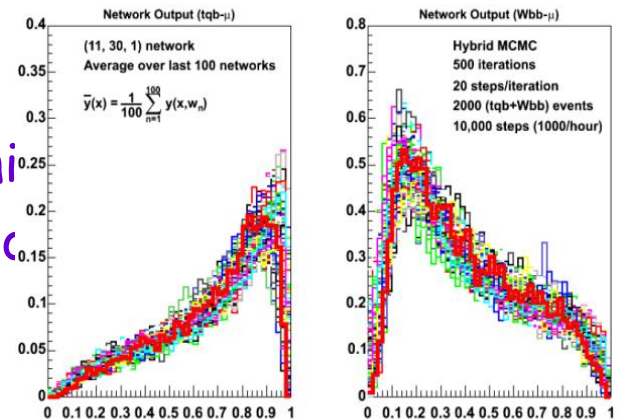 Network Output (tqb-μ)
0.4
0.35
0.3
0.25
0.2
0.15
0.1
0.05
0
0 0.1 0.2 0.3 0.4 0.5 0.6 0.7 0.8 0.9 1
(11, 30, 1) network
Average over last 100 networks
y̅(x) = 1/100 100∑n=1 y(x,wn)
Network Output (Wbb-μ)
0.8
0.7
0.6
0.5
0.4
0.3
0.2
0.1
0
0 0.1 0.2 0.3 0.4 0.5 0.6 0.7 0.8 0.9 1
Hybrid MCMC
500 iterations
20 steps/iteration
2000 (tqb+Wbb) events
10,000 steps (1000/hour)